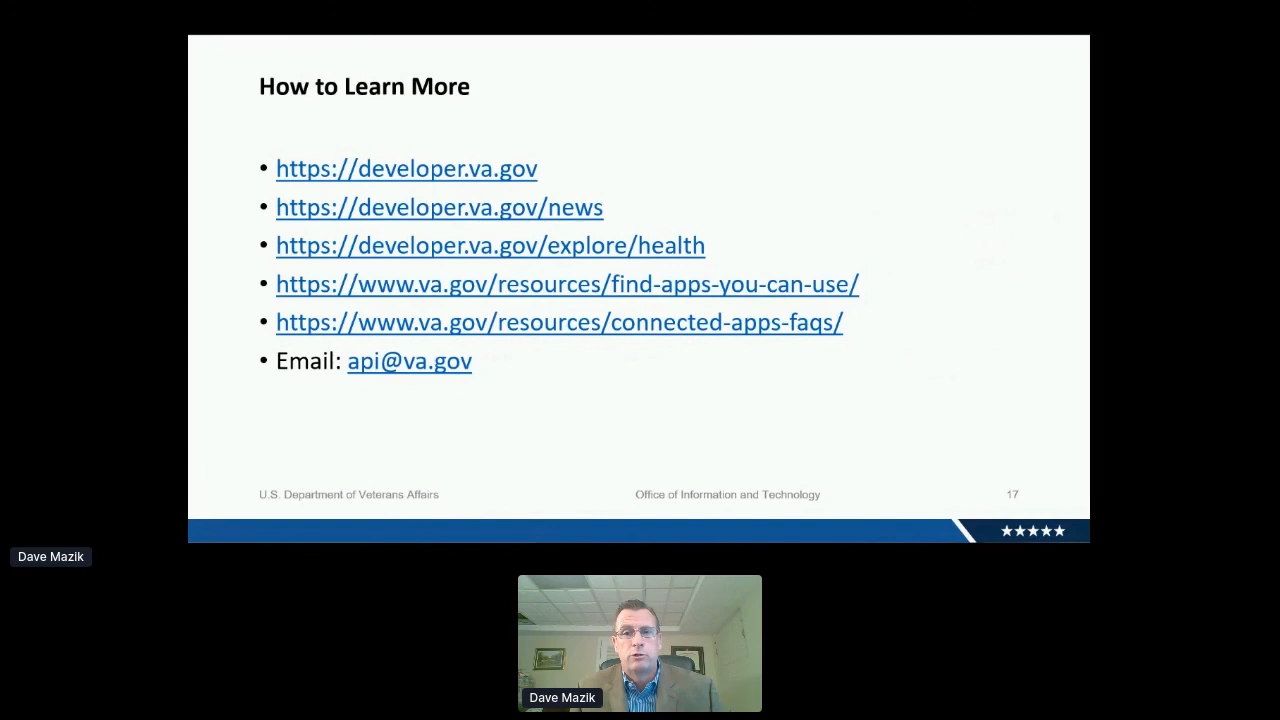 How to Learn More
• https://developer.va.gov
• https://developer.va.gov/news
• https://developer.va.gov/explore/health
• https://www.va.gov/resources/find-apps-you-can-use/
• https://www.va.gov/resources/connected-apps-faqs/
• Email: api@va.gov
U.S. Department of Veterans Affairs Office of Information and Technology 17
Dave Mazik
Dave Mazik